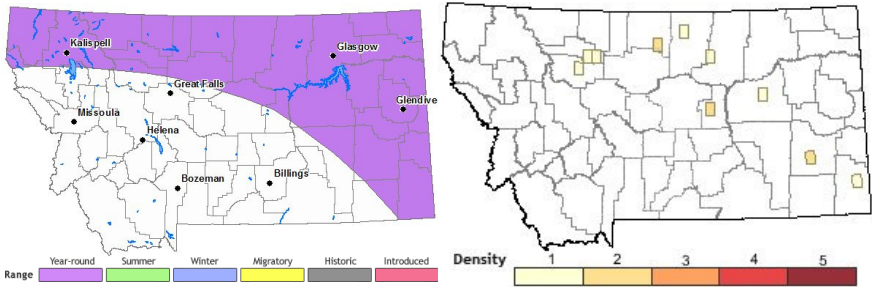 Kalispell
Glasgow
Great Falls
Glendive
Missoula
Helena
Bozeman
Billings
Year-round Summer Winter Migratory Historic Introduced
Range
Density 1 2 3 4 5